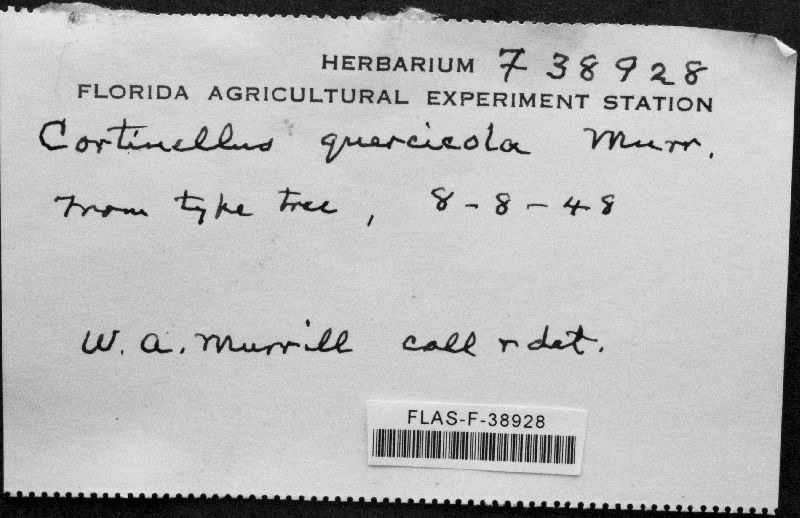 HERBARIUM F 38928
FLORIDA AGRICULTURAL EXPERIMENT STATION
Cortinellus quercicola Murr.
From type tree, 8-8-48
W. A. Murrill coll & det.
FLAS-F-38928